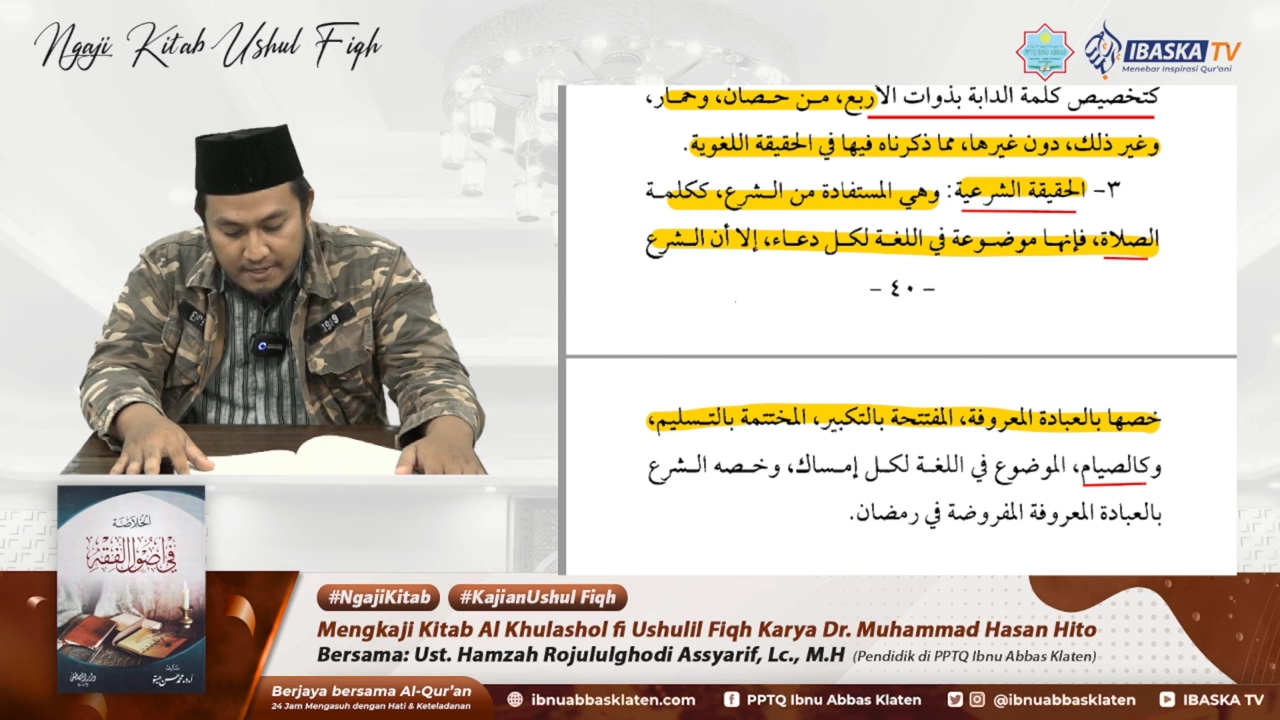 Ngaji Kitab Ushul Fiqh
IBASKA TV
Menebar Inspirasi Qur'ani
كتخصيص كلمة الدابة بذوات الأربع، من حصان، وحمار،
وغير ذلك، دون غيرها، مما ذكرناه فيها في الحقيقة اللغوية.
٣- الحقيقة الشرعية: وهي المستفادة من الشرع، ككلمة
الصلاة، فإنها موضوعة في اللغة لكل دعاء، إلا أن الشرع
- ٤٠ -
خصها بالعبادة المعروفة، المفتتحة بالتكبير، المختتمة بالتسليم،
وكالصيام، الموضوع في اللغة لكل إمساك، وخصه الشرع
بالعبادة المعروفة المفروضة في رمضان.
1919
الخلاصة
في أصول الفقه
#NgajiKitab
#KajianUshul Fiqh
Mengkaji Kitab Al Khulashol fi Ushulil Fiqh Karya Dr. Muhammad Hasan Hito
Bersama: Ust. Hamzah Rojululghodi Assyarif, Lc., M.H (Pendidik di PPTQ Ibnu Abbas Klaten)
Berjaya bersama Al-Qur'an
24 Jam Mengasuh dengan Hati & Keteladanan
ibnuabbasklaten.com
PPTQ Ibnu Abbas Klaten
@ibnuabbasklaten
IBASKA TV